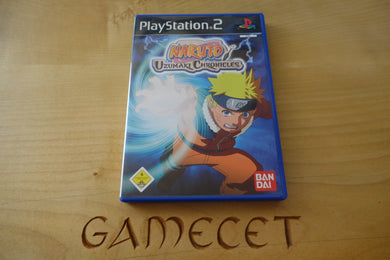 PlayStation 2
NARUTO
UZUMAKI CHRONICLES
BAN
DAI
GAMECET